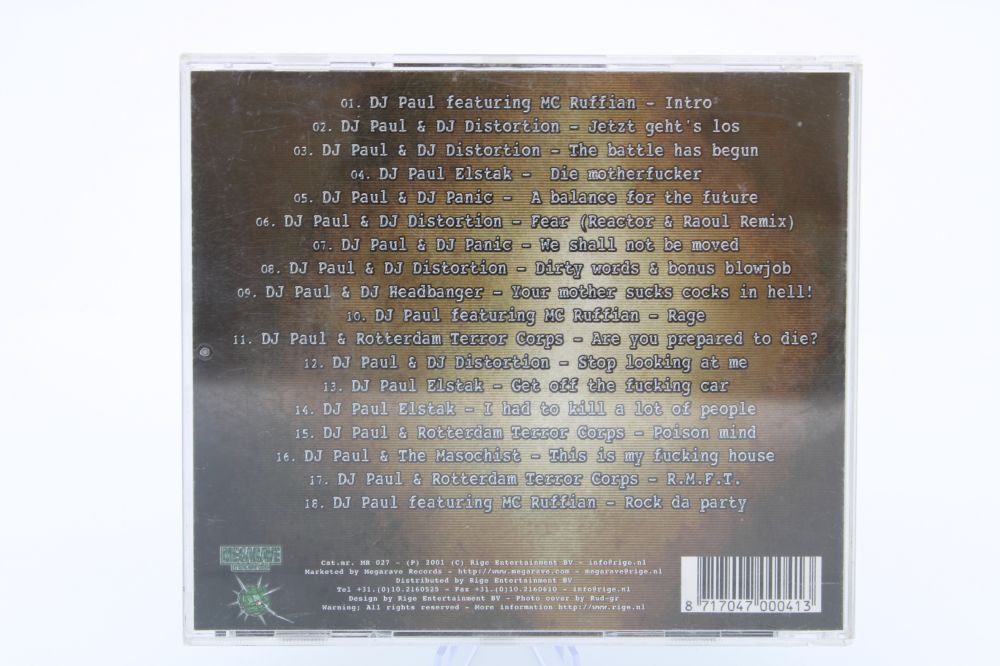 01. DJ Paul featuring MC Ruffian - Intro
02. DJ Paul & DJ Distortion - Jetzt geht's los
03. DJ Paul & DJ Distortion - The battle has begun
04. DJ Paul Elstak - Die motherfucker
05. DJ Paul & DJ Panic - A balance for the future
06. DJ Paul & DJ Distortion - Fear (Reactor & Raoul Remix)
07. DJ Paul & DJ Panic - We shall not be moved
08. DJ Paul & DJ Distortion - Dirty words & bonus blowjob
09. DJ Paul & DJ Headbanger - Your mother sucks cocks in hell!
10. DJ Paul featuring MC Ruffian - Rage
11. DJ Paul & Rotterdam Terror Corps - Are you prepared to die?
12. DJ Paul & DJ Distortion - Stop looking at me
13. DJ Paul Elstak - Get off the fucking car
14. DJ Paul Elstak - I had to kill a lot of people
15. DJ Paul & Rotterdam Terror Corps - Poison mind
16. DJ Paul & The Masochist - This is my fucking house
17. DJ Paul & Rotterdam Terror Corps - R.M.F.T.
18. DJ Paul featuring MC Ruffian - Rock da party
MEGARAVE
Cat.nr. MR 027 - (P) 2001 (C) Rige Entertainment BV - info@rige.nl
Marketed by Megarave Records - http://www.megarave.com - megarave@rige.nl
Distributed by Rige Entertainment BV
Tel +31.(0)10.2160525 - Fax +31.(0)10.2160610 - info@rige.nl
Design by Rige Entertainment BV - Photo cover by Rud-gr
Warning; All rights reserved - More information http://www.rige.nl
8 717047 000413